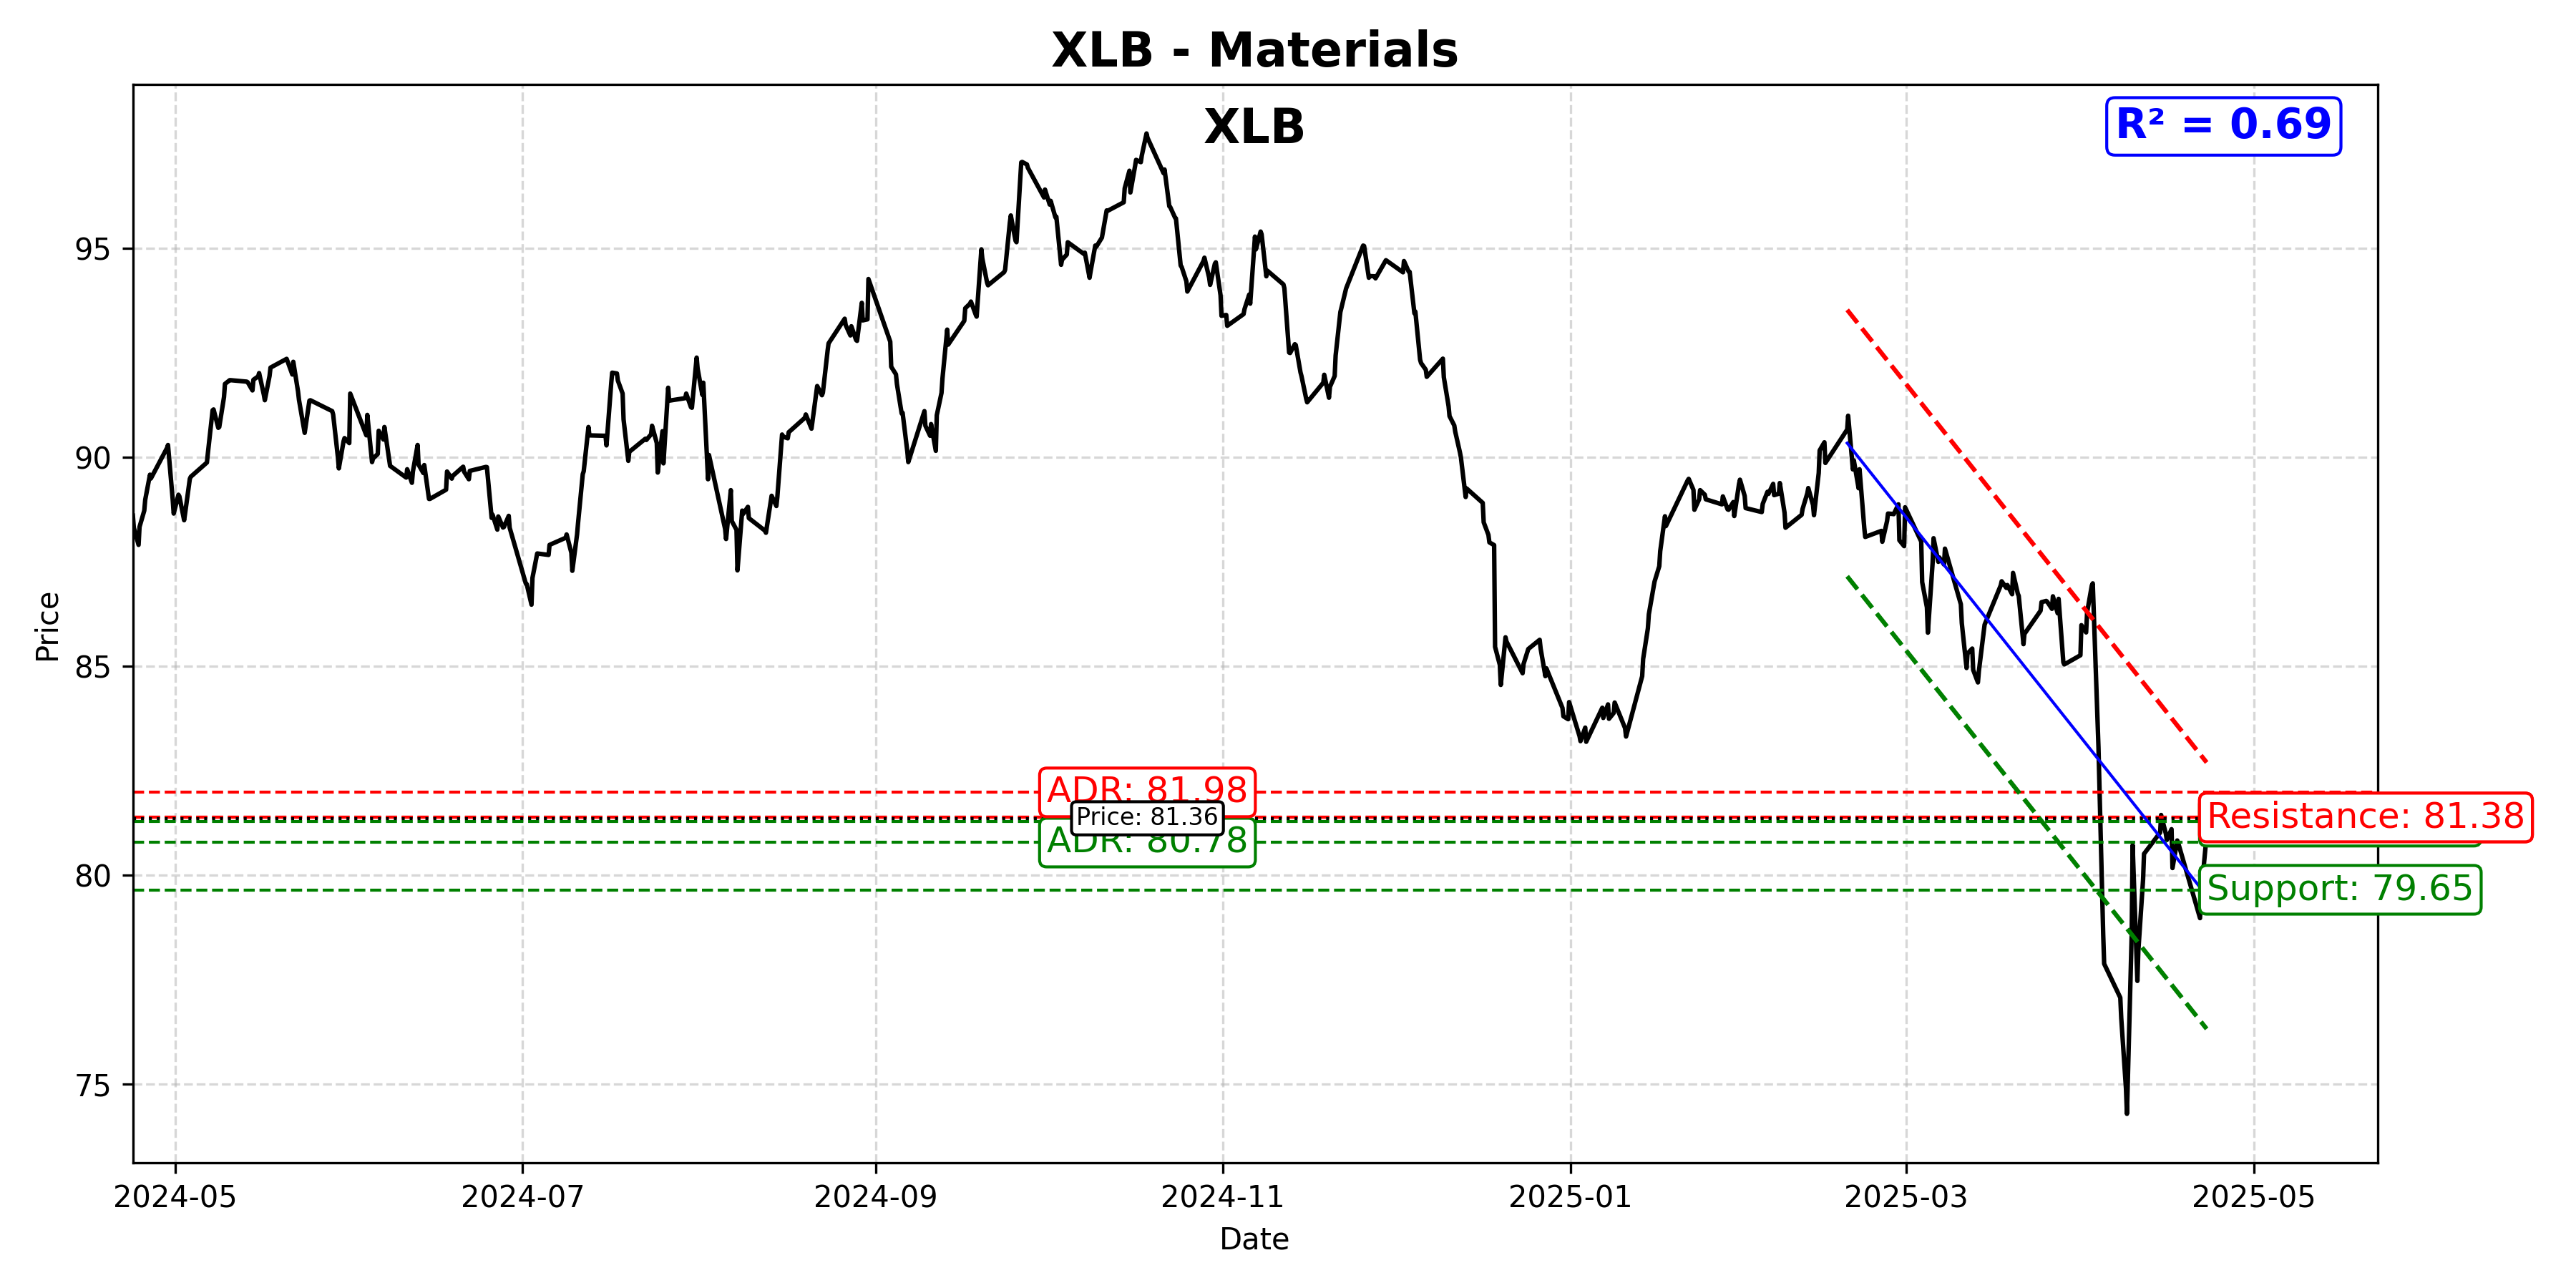 XLB - Materials
XLB
R² = 0.69
95
90
85
80
75
Price
ADR: 81.98
Price: 81.36
ADR: 80.78
Resistance: 81.38
Support: 79.65
2024-05
2024-07
2024-09
2024-11
2025-01
2025-03
2025-05
Date